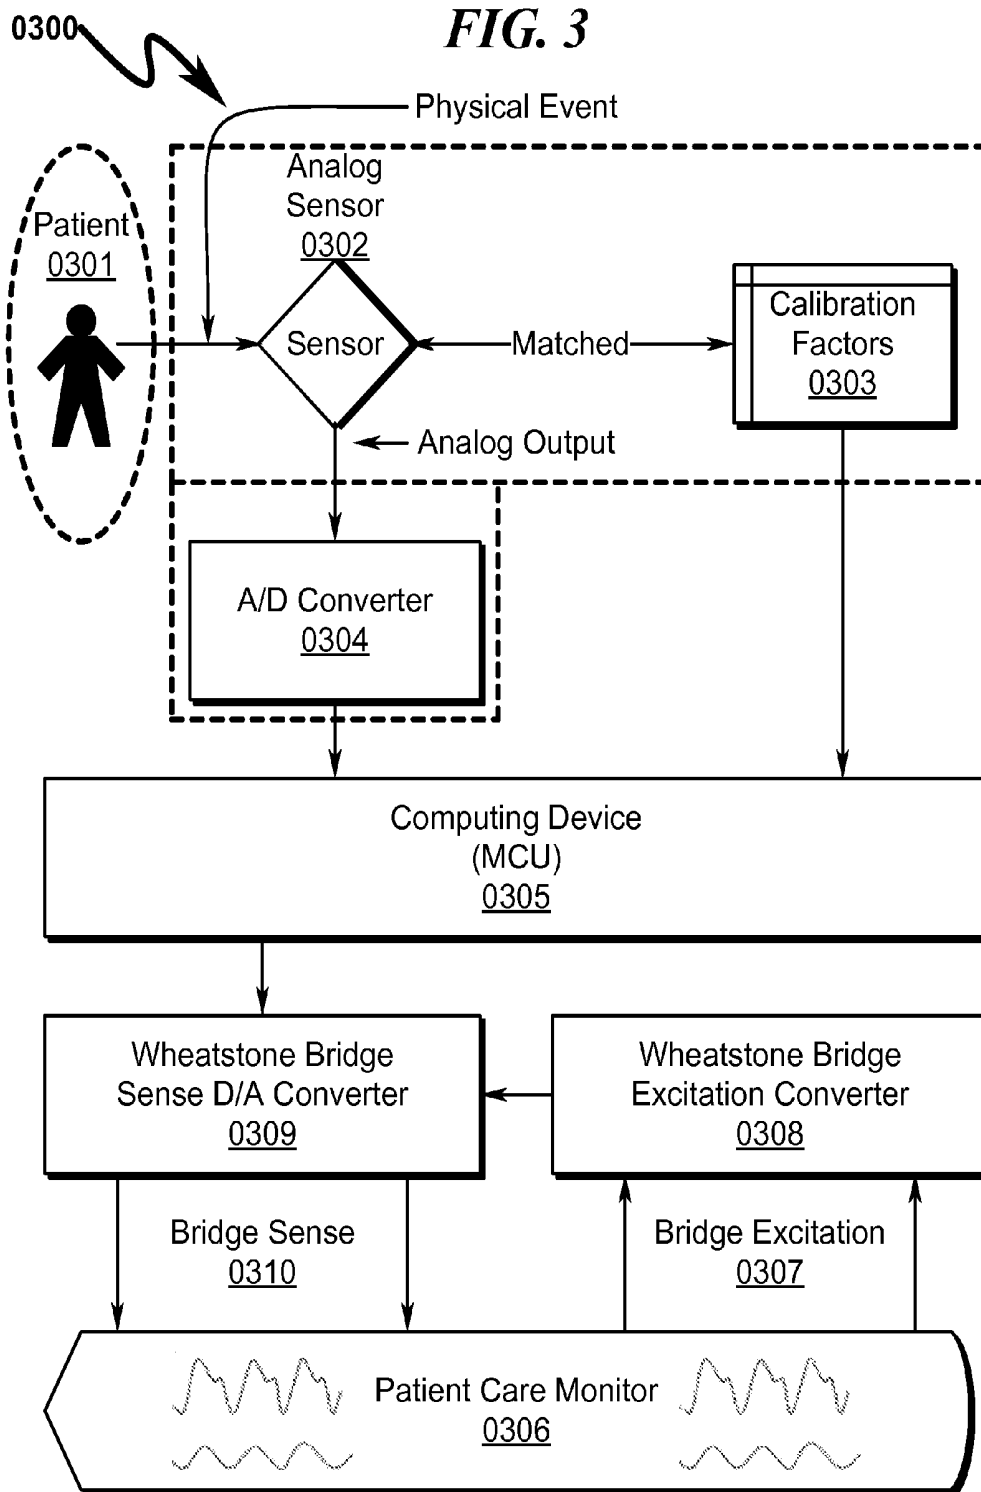 FIG. 3
0300
Physical Event
Patient
0301
Analog
Sensor
0302
Sensor
Matched
Calibration
Factors
0303
Analog Output
A/D Converter
0304
Computing Device
(MCU)
0305
Wheatstone Bridge
Sense D/A Converter
0309
Wheatstone Bridge
Excitation Converter
0308
Bridge Sense
0310
Bridge Excitation
0307
Patient Care Monitor
0306